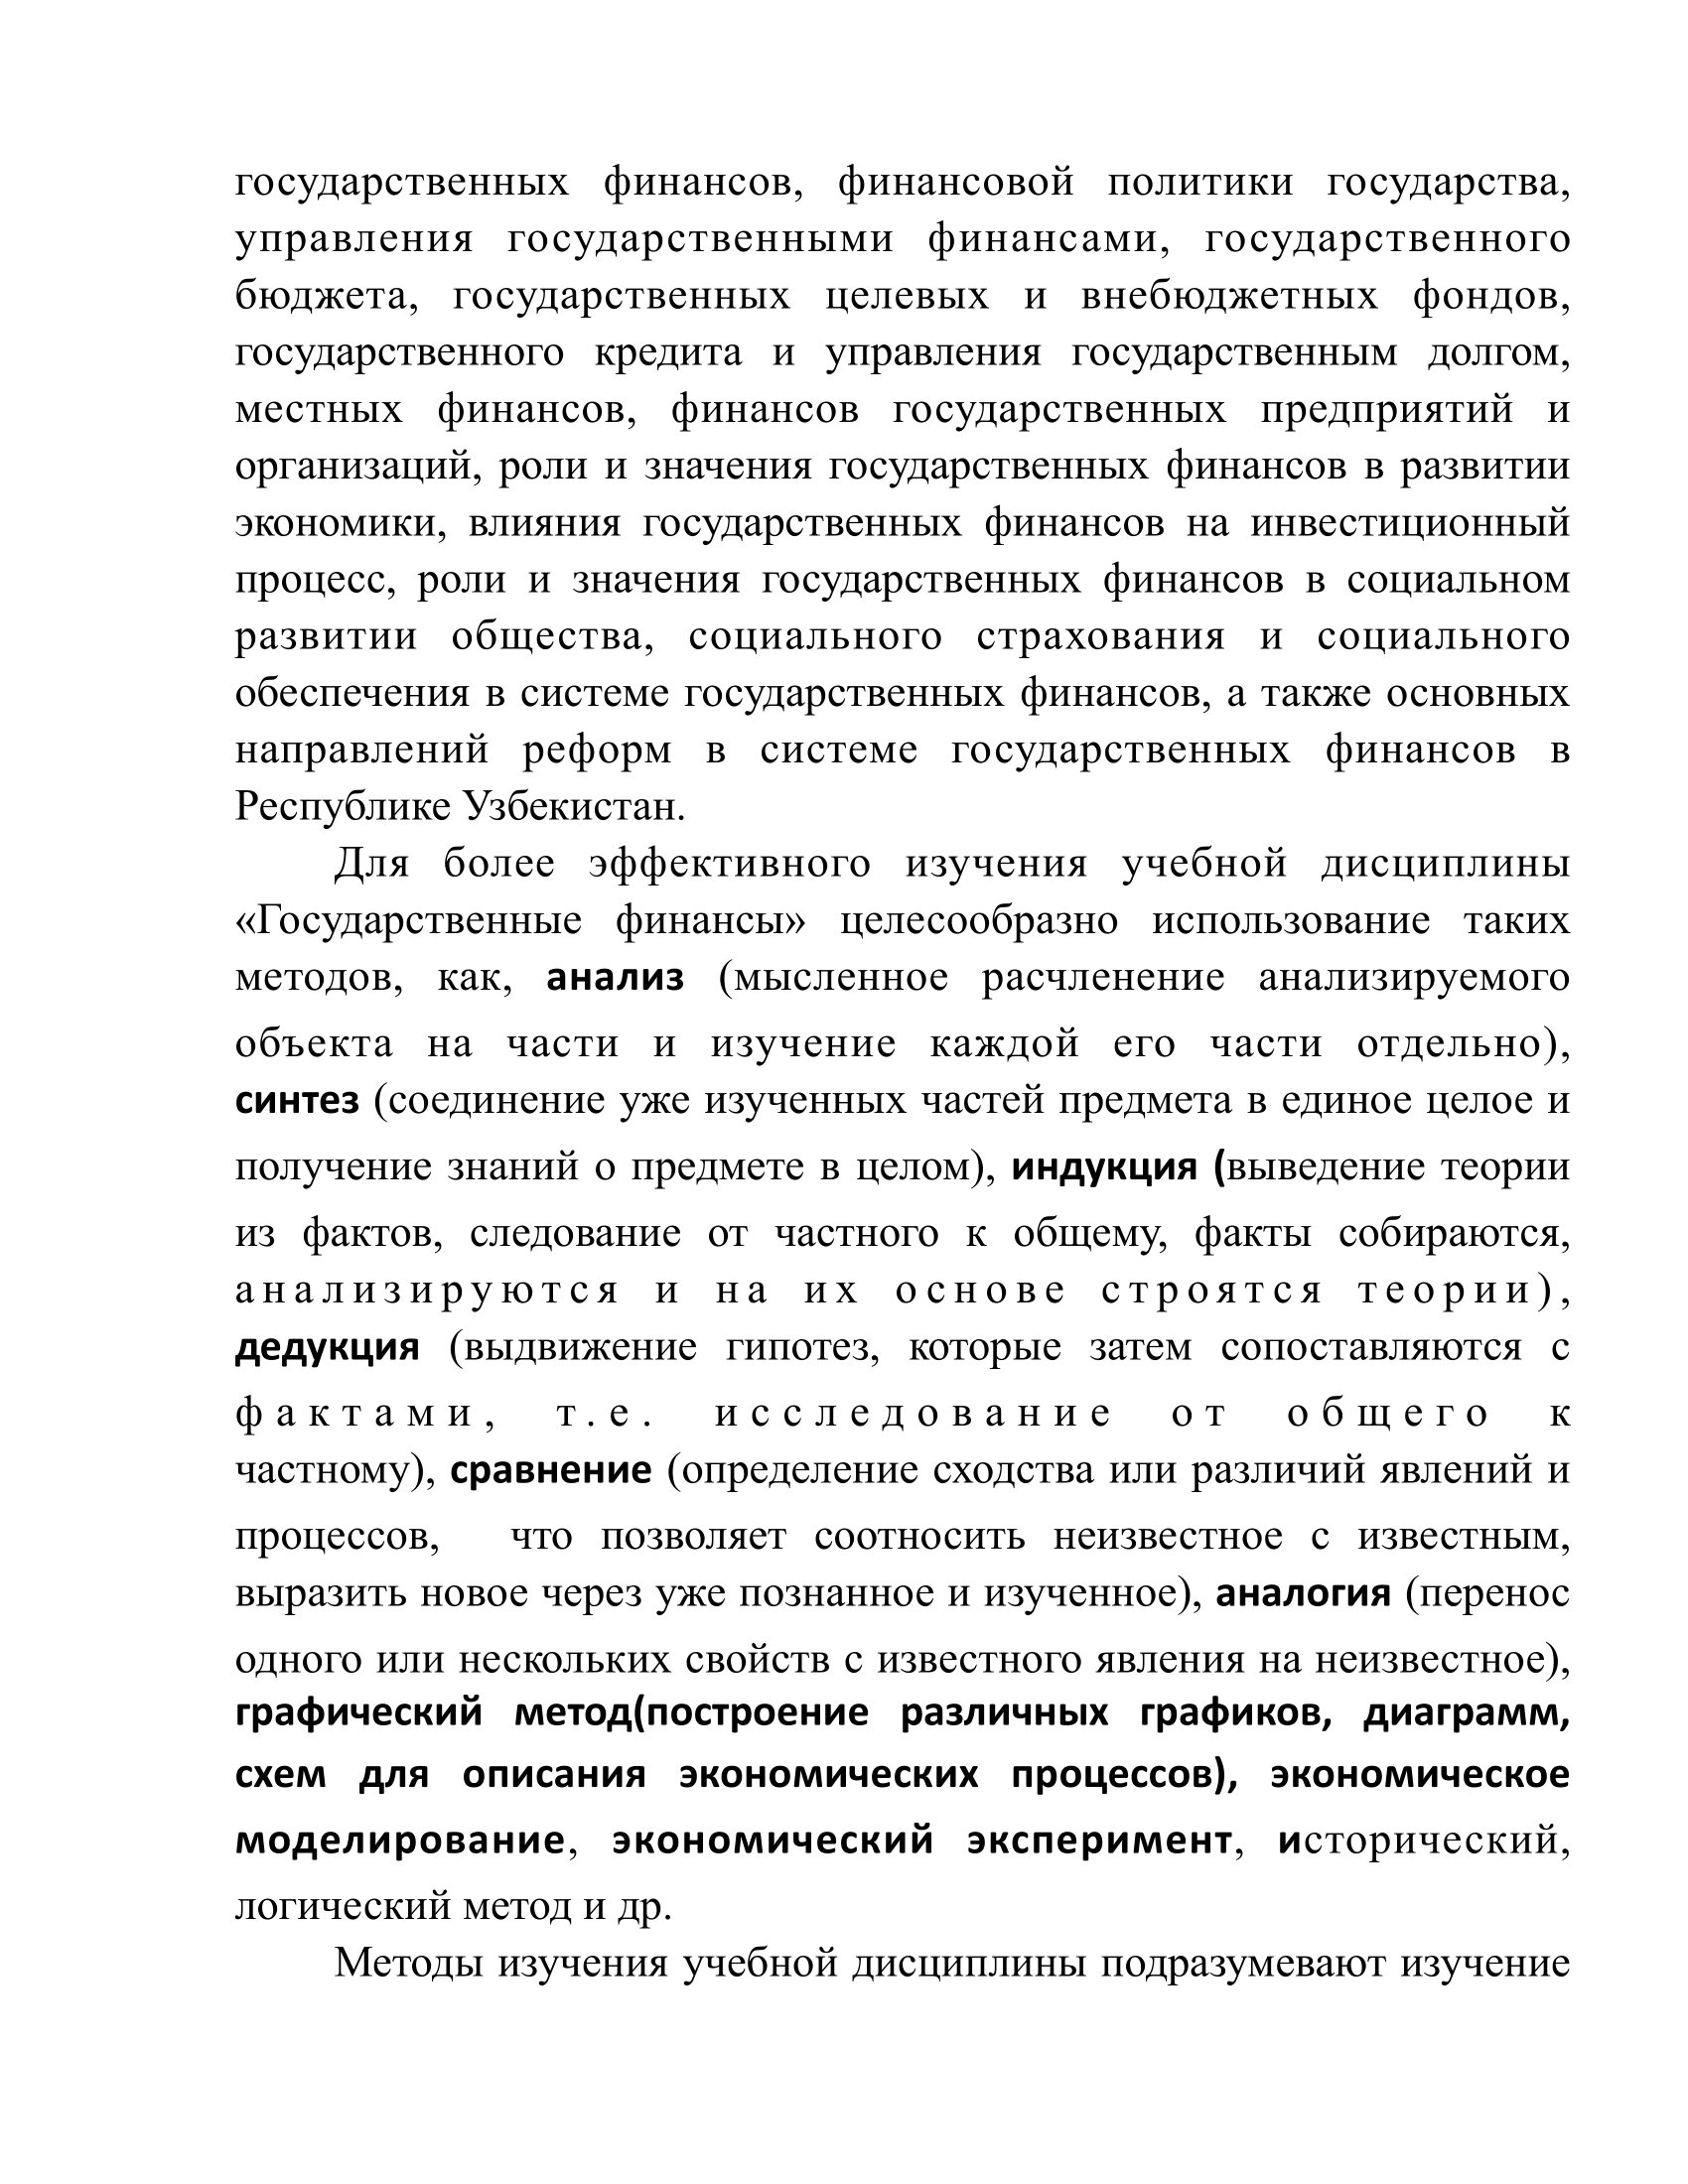 государственных финансов, финансовой политики государства,
управления государственными финансами, государственного
бюджета, государственных целевых и внебюджетных фондов,
государственного кредита и управления государственным долгом,
местных финансов, финансов государственных предприятий и
организаций, роли и значения государственных финансов в развитии
экономики, влияния государственных финансов на инвестиционный
процесс, роли и значения государственных финансов в социальном
развитии общества, социального страхования и социального
обеспечения в системе государственных финансов, а также основных
направлений реформ в системе государственных финансов в
Республике Узбекистан.
Для более эффективного изучения учебной дисциплины
«Государственные финансы» целесообразно использование таких
методов, как, анализ (мысленное расчленение анализируемого
объекта на части и изучение каждой его части отдельно),
синтез (соединение уже изученных частей предмета в единое целое и
получение знаний о предмете в целом), индукция (выведение теории
из фактов, следование от частного к общему, факты собираются,
анализируются и на их основе строятся теории),
дедукция (выдвижение гипотез, которые затем сопоставляются с
фактами, т.е. исследование от общего к
частному), сравнение (определение сходства или различий явлений и
процессов, что позволяет соотносить неизвестное с известным,
выразить новое через уже познанное и изученное), аналогия (перенос
одного или нескольких свойств с известного явления на неизвестное),
графический метод(построение различных графиков, диаграмм,
схем для описания экономических процессов), экономическое
моделирование, экономический эксперимент, исторический,
логический метод и др.
Методы изучения учебной дисциплины подразумевают изучение